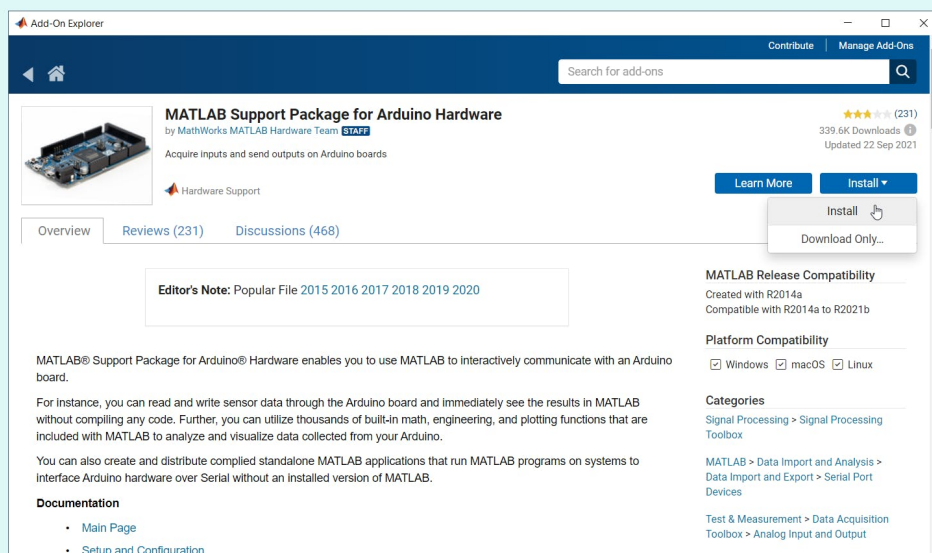 Add-On Explorer
Contribute | Manage Add-Ons
Search for add-ons
MATLAB Support Package for Arduino Hardware
by MathWorks MATLAB Hardware Team STAFF
Acquire inputs and send outputs on Arduino boards
Hardware Support
(231)
339.6K Downloads
Updated 22 Sep 2021
Learn More
Install
Install
Download Only...
Overview
Reviews (231)
Discussions (468)
Editor's Note: Popular File 2015 2016 2017 2018 2019 2020
MATLAB® Support Package for Arduino® Hardware enables you to use MATLAB to interactively communicate with an Arduino
board.
For instance, you can read and write sensor data through the Arduino board and immediately see the results in MATLAB
without compiling any code. Further, you can utilize thousands of built-in math, engineering, and plotting functions that are
included with MATLAB to analyze and visualize data collected from your Arduino.
You can also create and distribute complied standalone MATLAB applications that run MATLAB programs on systems to
interface Arduino hardware over Serial without an installed version of MATLAB.
Documentation
• Main Page
• Setup and Configuration
MATLAB Release Compatibility
Created with R2014a
Compatible with R2014a to R2021b
Platform Compatibility
Windows macOS Linux
Categories
Signal Processing > Signal Processing
Toolbox
MATLAB > Data Import and Analysis >
Data Import and Export > Serial Port
Devices
Test & Measurement > Data Acquisition
Toolbox > Analog Input and Output